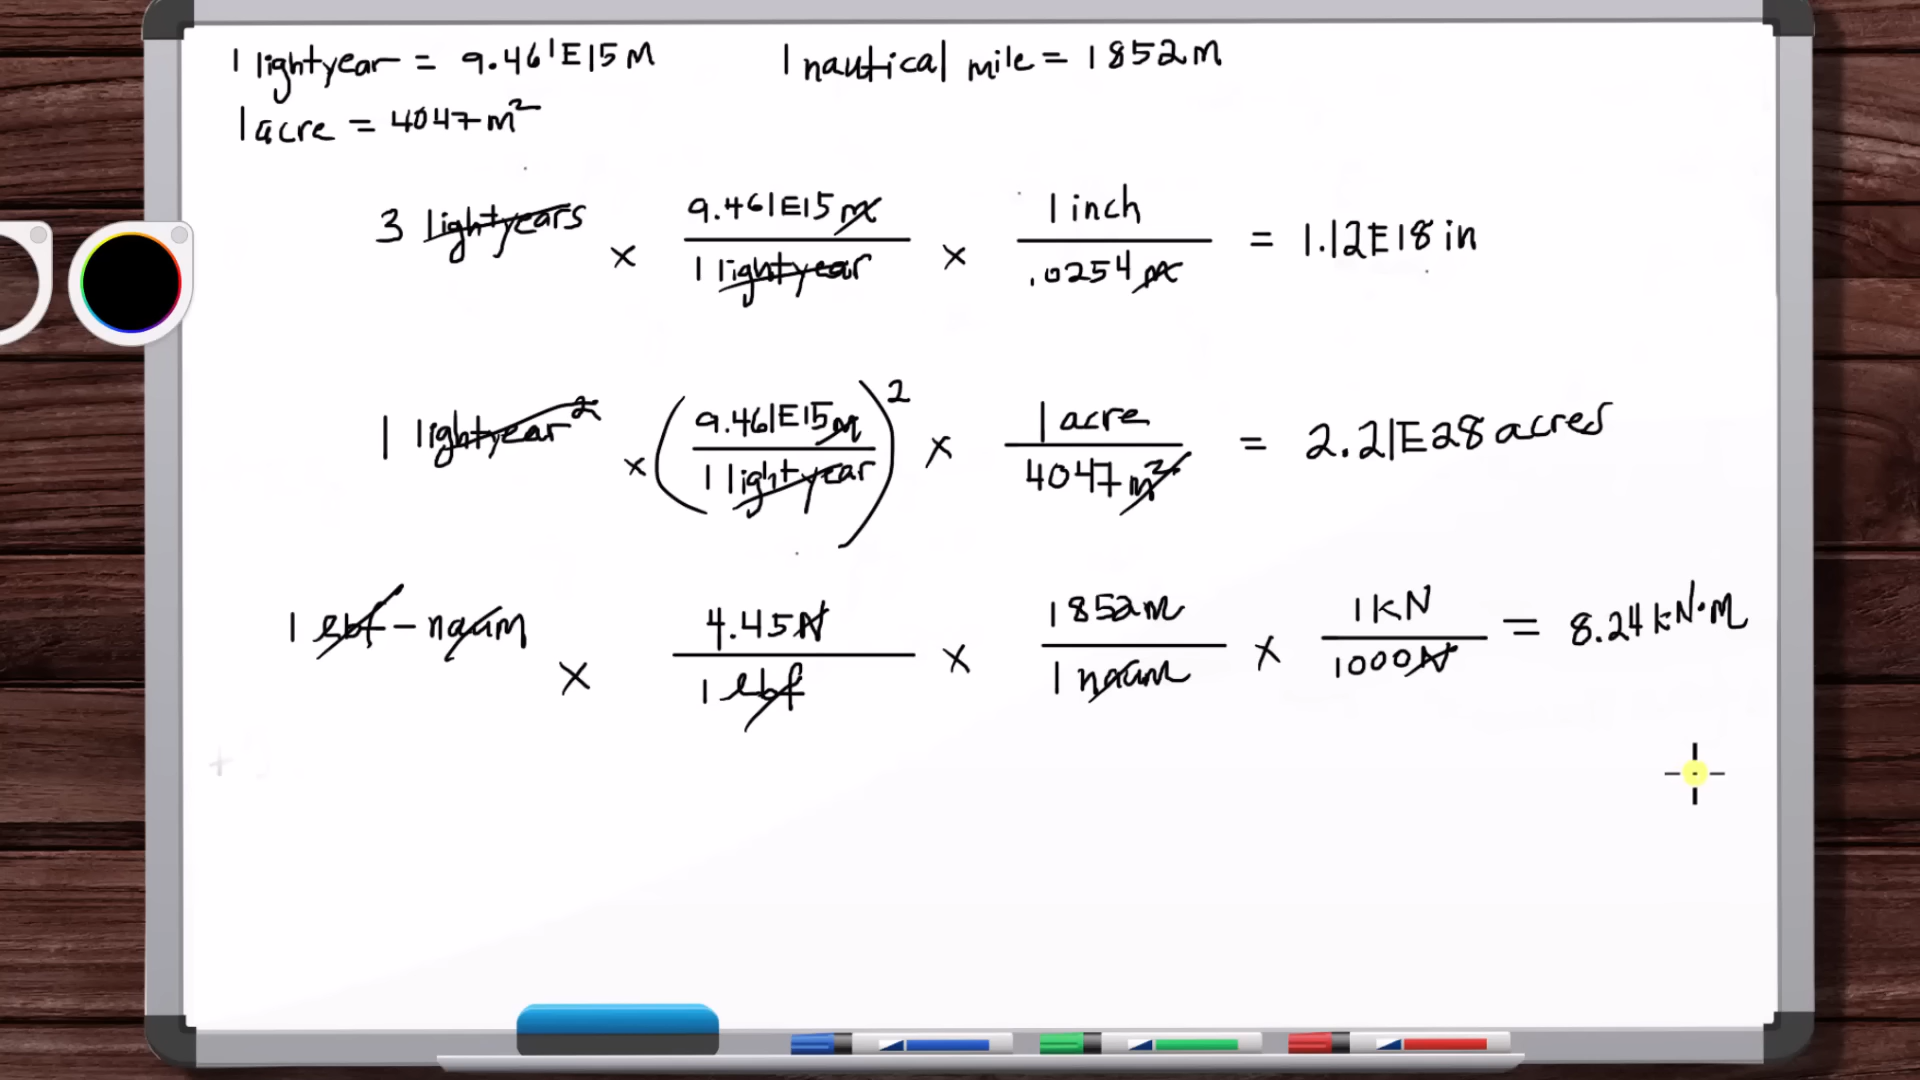 1 lightyear = 9.461E15 m 1 nautical mile = 1852 m
1 acre = 4047 m²
3 lightyears × 9.461E15 m / 1 lightyear × 1 inch / .0254 m = 1.12E18 in
1 lightyear² × (9.461E15 m / 1 lightyear)² × 1 acre / 4047 m² = 2.21E28 acres
1 lbf - naum × 4.45 N / 1 lbf × 1852 m / 1 naum × 1 kN / 1000 N = 8.24 kN·m